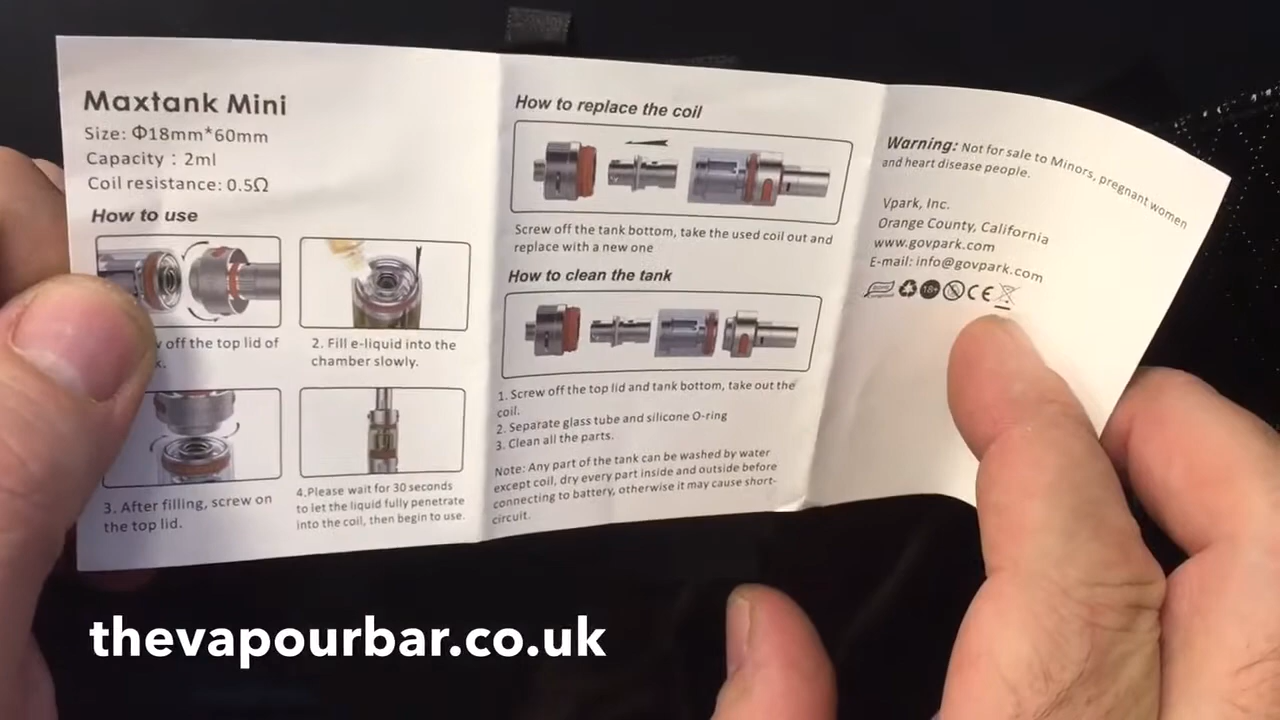 Maxtank Mini
Size: Φ18mm*60mm
Capacity : 2ml
Coil resistance: 0.5Ω
How to use
off the top lid of
2. Fill e-liquid into the
chamber slowly.
3. After filling, screw on
the top lid.
4.Please wait for 30 seconds
to let the liquid fully penetrate
into the coil, then begin to use.
How to replace the coil
Screw off the tank bottom, take the used coil out and
replace with a new one
How to clean the tank
1. Screw off the top lid and tank bottom, take out the
coil.
2. Separate glass tube and silicone O-ring
3. Clean all the parts.
Note: Any part of the tank can be washed by water
except coil, dry every part inside and outside before
connecting to battery, otherwise it may cause short-
circuit.
Warning: Not for sale to Minors, pregnant women
and heart disease people.
Vpark, Inc.
Orange County, California
www.govpark.com
E-mail: info@govpark.com
18+
CE
thevapourbar.co.uk